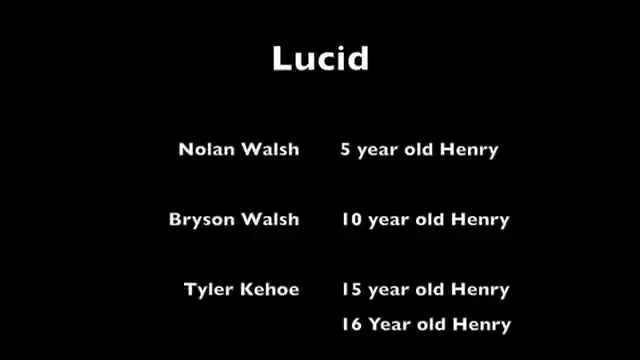 Lucid
Nolan Walsh 5 year old Henry
Bryson Walsh 10 year old Henry
Tyler Kehoe 15 year old Henry
16 Year old Henry